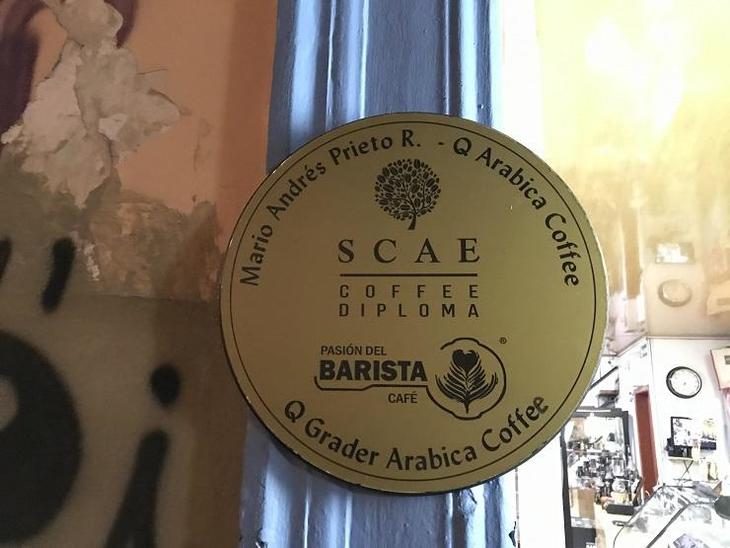 Mario Andrés Prieto R. - Q Arabica Coffee
SCAE
COFFEE
DIPLOMA
PASIÓN DEL
BARISTA
CAFÉ
®
Q Grader Arabica Coffee